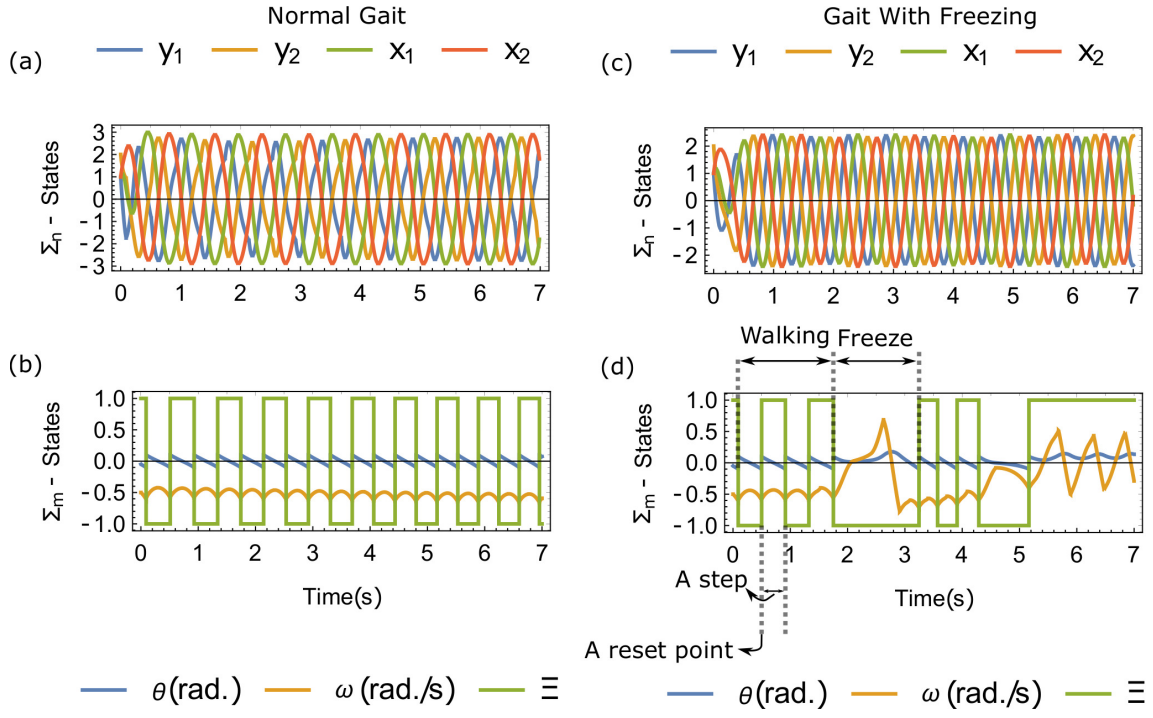 Normal Gait
y₁ y₂ x₁ x₂
(a)
Σn - States
3
2
1
0
-1
-2
-3
0 1 2 3 4 5 6 7
(b)
Σm - States
1.0
0.5
0.0
-0.5
-1.0
0 1 2 3 4 5 6 7
Time(s)
θ(rad.) ω(rad./s) Ξ
Gait With Freezing
y₁ y₂ x₁ x₂
(c)
Σn - States
2
1
0
-1
-2
0 1 2 3 4 5 6 7
Walking Freeze
(d)
Σm - States
1.0
0.5
0.0
-0.5
-1.0
0 1 2 3 4 5 6 7
A step
Time(s)
A reset point
θ(rad.) ω(rad./s) Ξ